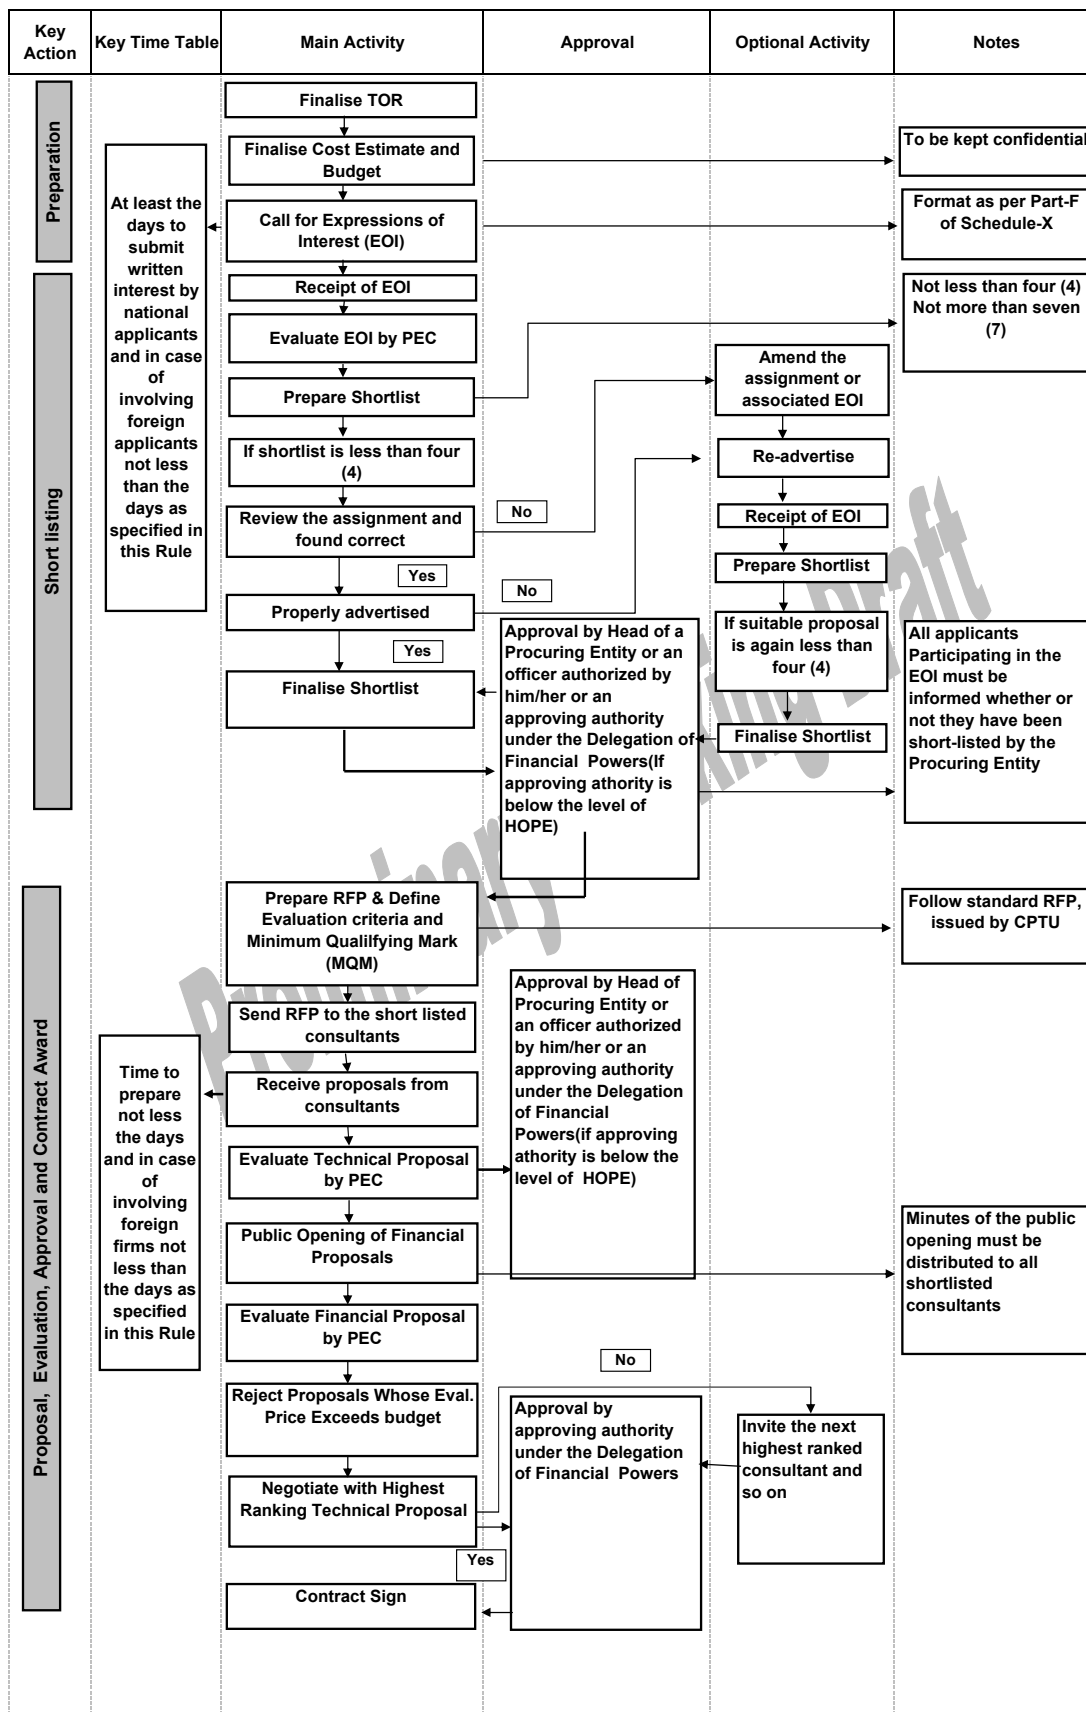 Key
Action
Key Time Table
Main Activity
Approval
Optional Activity
Notes
Preparation
Finalise TOR
Finalise Cost Estimate and
Budget
To be kept confidential
Call for Expressions of
Interest (EOI)
Format as per Part-F
of Schedule-X
At least the
days to
submit
written
interest by
national
applicants
and in case
of
involving
foreign
applicants
not less
than the
days as
specified in
this Rule
Short listing
Receipt of EOI
Evaluate EOI by PEC
Prepare Shortlist
Not less than four (4)
Not more than seven
(7)
If shortlist is less than four
(4)
Review the assignment and
found correct
No
Yes
Properly advertised
No
Yes
Finalise Shortlist
Amend the
assignment or
associated EOI
Re-advertise
Receipt of EOI
Prepare Shortlist
If suitable proposal
is again less than
four (4)
Finalise Shortlist
Approval by Head of a
Procuring Entity or an
officer authorized by
him/her or an
approving authority
under the Delegation of
Financial Powers(If
approving athority is
below the level of
HOPE)
All applicants
Participating in the
EOI must be
informed whether or
not they have been
short-listed by the
Procuring Entity
Proposal, Evaluation, Approval and Contract Award
Prepare RFP & Define
Evaluation criteria and
Minimum Qualilfying Mark
(MQM)
Follow standard RFP,
issued by CPTU
Send RFP to the short listed
consultants
Receive proposals from
consultants
Time to
prepare
not less
the days
and in case
of
involving
foreign
firms not
less than
the days as
specified
in this Rule
Evaluate Technical Proposal
by PEC
Approval by Head of
Procuring Entity or
an officer authorized
by him/her or an
approving authority
under the Delegation
of Financial
Powers(if approving
athority is below the
level of HOPE)
Public Opening of Financial
Proposals
Minutes of the public
opening must be
distributed to all
shortlisted
consultants
Evaluate Financial Proposal
by PEC
No
Reject Proposals Whose Eval.
Price Exceeds budget
Negotiate with Highest
Ranking Technical Proposal
Yes
Approval by
approving authority
under the Delegation
of Financial Powers
Invite the next
highest ranked
consultant and
so on
Contract Sign
Draft